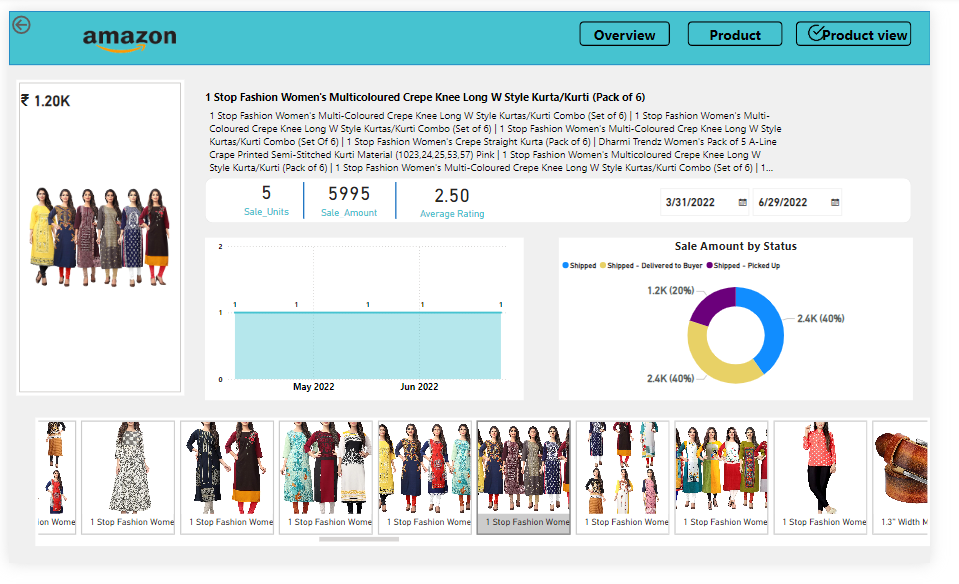 amazon
Overview
Product
Product view
₹ 1.20K
1 Stop Fashion Women's Multicoloured Crepe Knee Long W Style Kurta/Kurti (Pack of 6)
1 Stop Fashion Women's Multi-Coloured Crepe Knee Long W Style Kurtas/Kurti Combo (Set of 6) | 1 Stop Fashion Women's Multi-
Coloured Crepe Knee Long W Style Kurtas/Kurti Combo (Set of 6) | 1 Stop Fashion Women's Multi-Coloured Crep Knee Long W Style
Kurtas/Kurti Combo (Set Of 6) | 1 Stop Fashion Women's Crepe Straight Kurta (Pack of 6) | Dharmi Trendz Women's Pack of 5 A-Line
Crape Printed Semi-Stitched Kurti Material (1023,24,25,53,57) Pink | 1 Stop Fashion Women's Multicoloured Crepe Knee Long W
Style Kurta/Kurti (Pack of 6) | 1 Stop Fashion Women's Multi-Coloured Crepe Knee Long W Style Kurtas/Kurti Combo (Set of 6) | 1...
5
Sale_Units
5995
Sale Amount
2.50
Average Rating
3/31/2022
6/29/2022
2
1
0
1
1
1
1
1
May 2022
Jun 2022
Sale Amount by Status
Shipped
Shipped - Delivered to Buyer
Shipped - Picked Up
1.2K (20%)
2.4K (40%)
2.4K (40%)
ion Wome
1 Stop Fashion Wome
1 Stop Fashion Wome
1 Stop Fashion Wome
1 Stop Fashion Wome
1 Stop Fashion Wome
1 Stop Fashion Wome
1 Stop Fashion Wome
1 Stop Fashion Wome
1.3" Width M